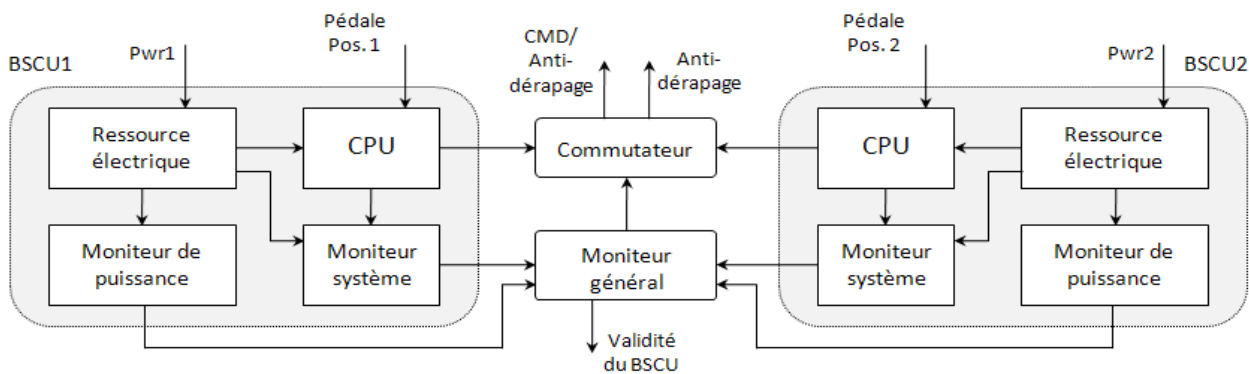 Pédale
Pos. 1
CMD/
Anti-
dérapage
Anti-
dérapage
Pédale
Pos. 2
BSCU1
Pwr1
Pwr2
BSCU2
Ressource
électrique
CPU
Commutateur
CPU
Ressource
électrique
Moniteur de
puissance
Moniteur
système
Moniteur
général
Moniteur
système
Moniteur de
puissance
Validité
du BSCU